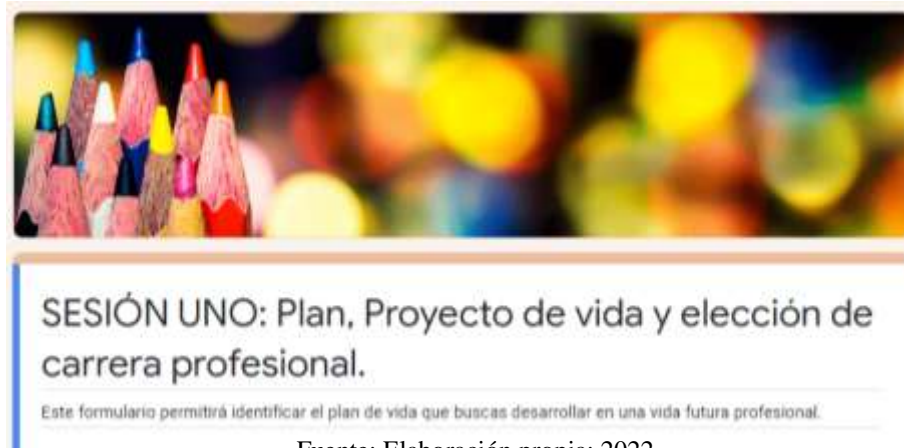 SESIÓN UNO: Plan, Proyecto de vida y elección de
carrera profesional.
Este formulario permitirá identificar el plan de vida que buscas desarrollar en una vida futura profesional.
Fuente: Elaboración propia: 2022